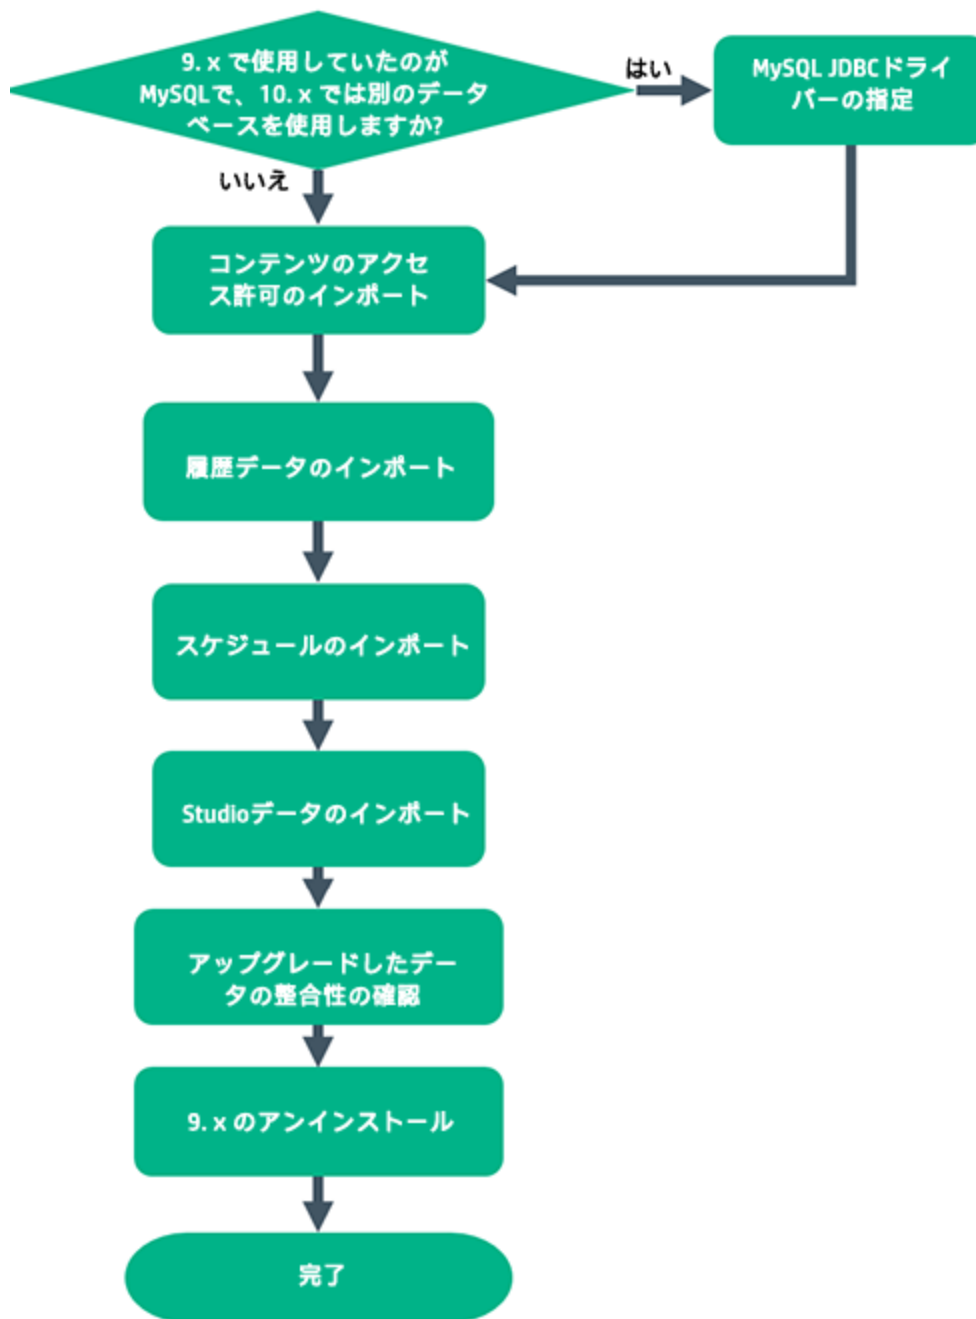 9. x で使用していたのが
MySQLで、10. x では別のデータ
ベースを使用しますか?
はい
MySQL JDBCドライ
バーの指定
いいえ
コンテンツのアクセ
ス許可のインポート
履歴データのインポート
スケジュールのインポート
Studioデータのインポート
アップグレードしたデー
タの整合性の確認
9. x のアンインストール
完了